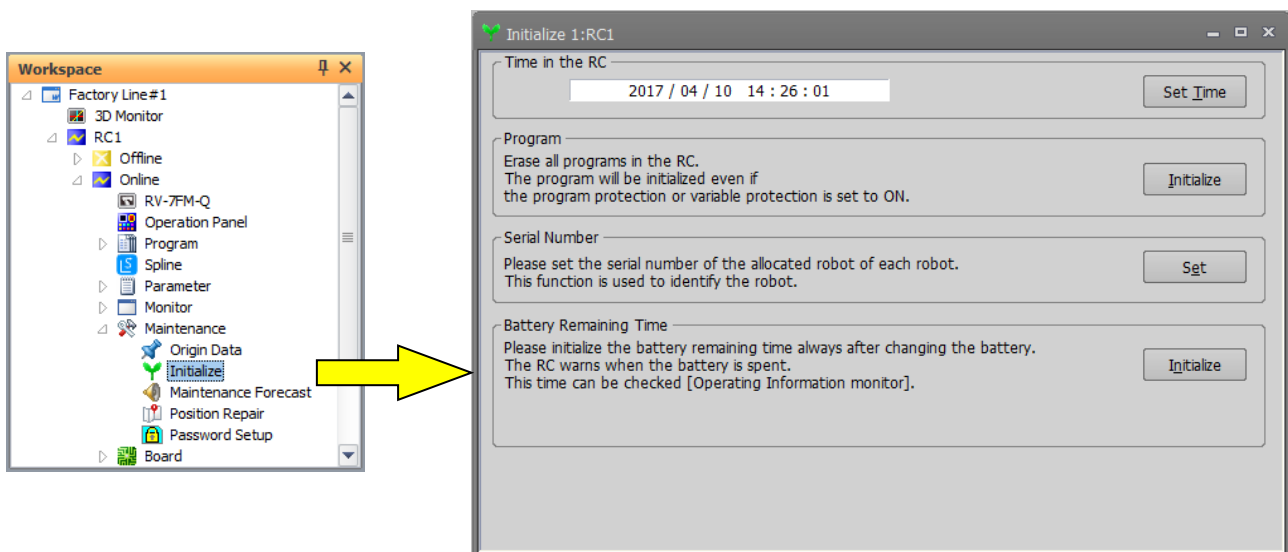 Workspace
Factory Line#1
3D Monitor
RC1
Offline
Online
RV-7FM-Q
Operation Panel
Program
Spline
Parameter
Monitor
Maintenance
Origin Data
Initialize
Maintenance Forecast
Position Repair
Password Setup
Board
Initialize 1:RC1
Time in the RC
2017 / 04 / 10 14 : 26 : 01
Set Time
Program
Erase all programs in the RC.
The program will be initialized even if
the program protection or variable protection is set to ON.
Initialize
Serial Number
Please set the serial number of the allocated robot of each robot.
This function is used to identify the robot.
Set
Battery Remaining Time
Please initialize the battery remaining time always after changing the battery.
The RC warns when the battery is spent.
This time can be checked [Operating Information monitor].
Initialize